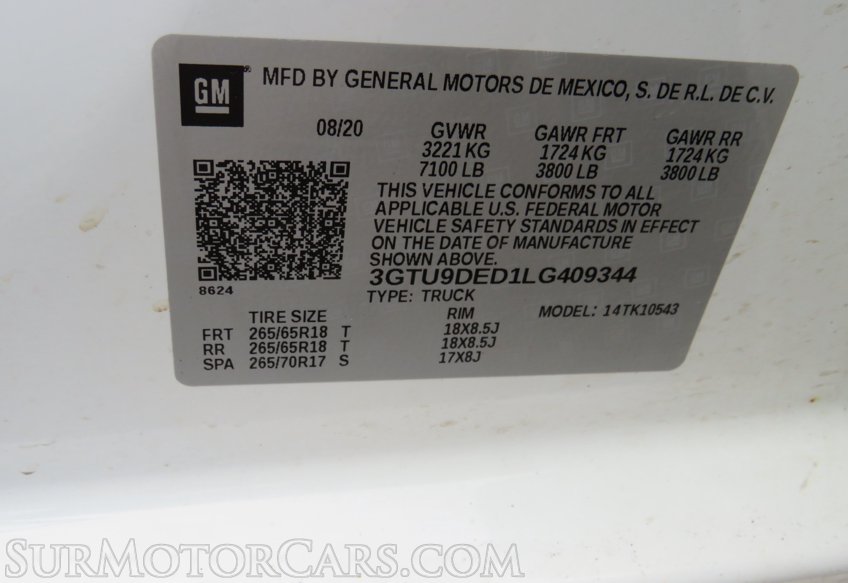 GM ® MFD BY GENERAL MOTORS DE MEXICO, S. DE R.L. DE C.V.
08/20 GVWR GAWR FRT GAWR RR
3221 KG 1724 KG 1724 KG
7100 LB 3800 LB 3800 LB
THIS VEHICLE CONFORMS TO ALL
APPLICABLE U.S. FEDERAL MOTOR
VEHICLE SAFETY STANDARDS IN EFFECT
ON THE DATE OF MANUFACTURE
SHOWN ABOVE.
8624
3GTU9DED1LG409344
TYPE: TRUCK MODEL: 14TK10543
TIRE SIZE RIM
FRT 265/65R18 T 18X8.5J
RR 265/65R18 T 18X8.5J
SPA 265/70R17 S 17X8J
SurMotorCars.com